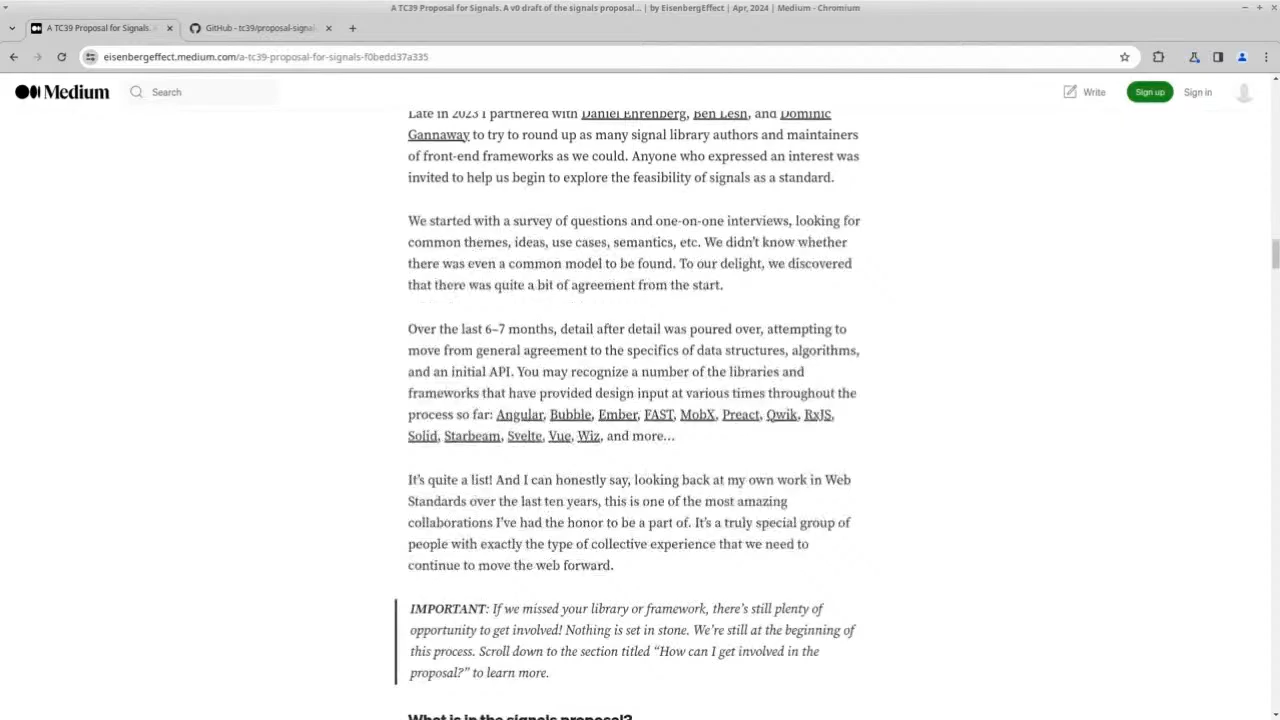 A TC39 Proposal for Signals. A v0 draft of the signals proposal... | by EisenbergEffect | Apr, 2024 | Medium - Chromium
A TC39 Proposal for Signals.
GitHub - tc39/proposal-signal
eisenbergeffect.medium.com/a-tc39-proposal-for-signals-f0bedd37a335
Medium
Search
Write
Sign up
Sign in
Late in 2023 I partnered with Daniel Ehrenberg, Ben Lesh, and Dominic
Gannaway to try to round up as many signal library authors and maintainers
of front-end frameworks as we could. Anyone who expressed an interest was
invited to help us begin to explore the feasibility of signals as a standard.
We started with a survey of questions and one-on-one interviews, looking for
common themes, ideas, use cases, semantics, etc. We didn't know whether
there was even a common model to be found. To our delight, we discovered
that there was quite a bit of agreement from the start.
Over the last 6–7 months, detail after detail was poured over, attempting to
move from general agreement to the specifics of data structures, algorithms,
and an initial API. You may recognize a number of the libraries and
frameworks that have provided design input at various times throughout the
process so far: Angular, Bubble, Ember, FAST, MobX, Preact, Qwik, RxJS,
Solid, Starbeam, Svelte, Vue, Wiz, and more…
It's quite a list! And I can honestly say, looking back at my own work in Web
Standards over the last ten years, this is one of the most amazing
collaborations I've had the honor to be a part of. It's a truly special group of
people with exactly the type of collective experience that we need to
continue to move the web forward.
IMPORTANT: If we missed your library or framework, there's still plenty of
opportunity to get involved! Nothing is set in stone. We're still at the beginning of
this process. Scroll down to the section titled "How can I get involved in the
proposal?" to learn more.
What is in the signals proposal?